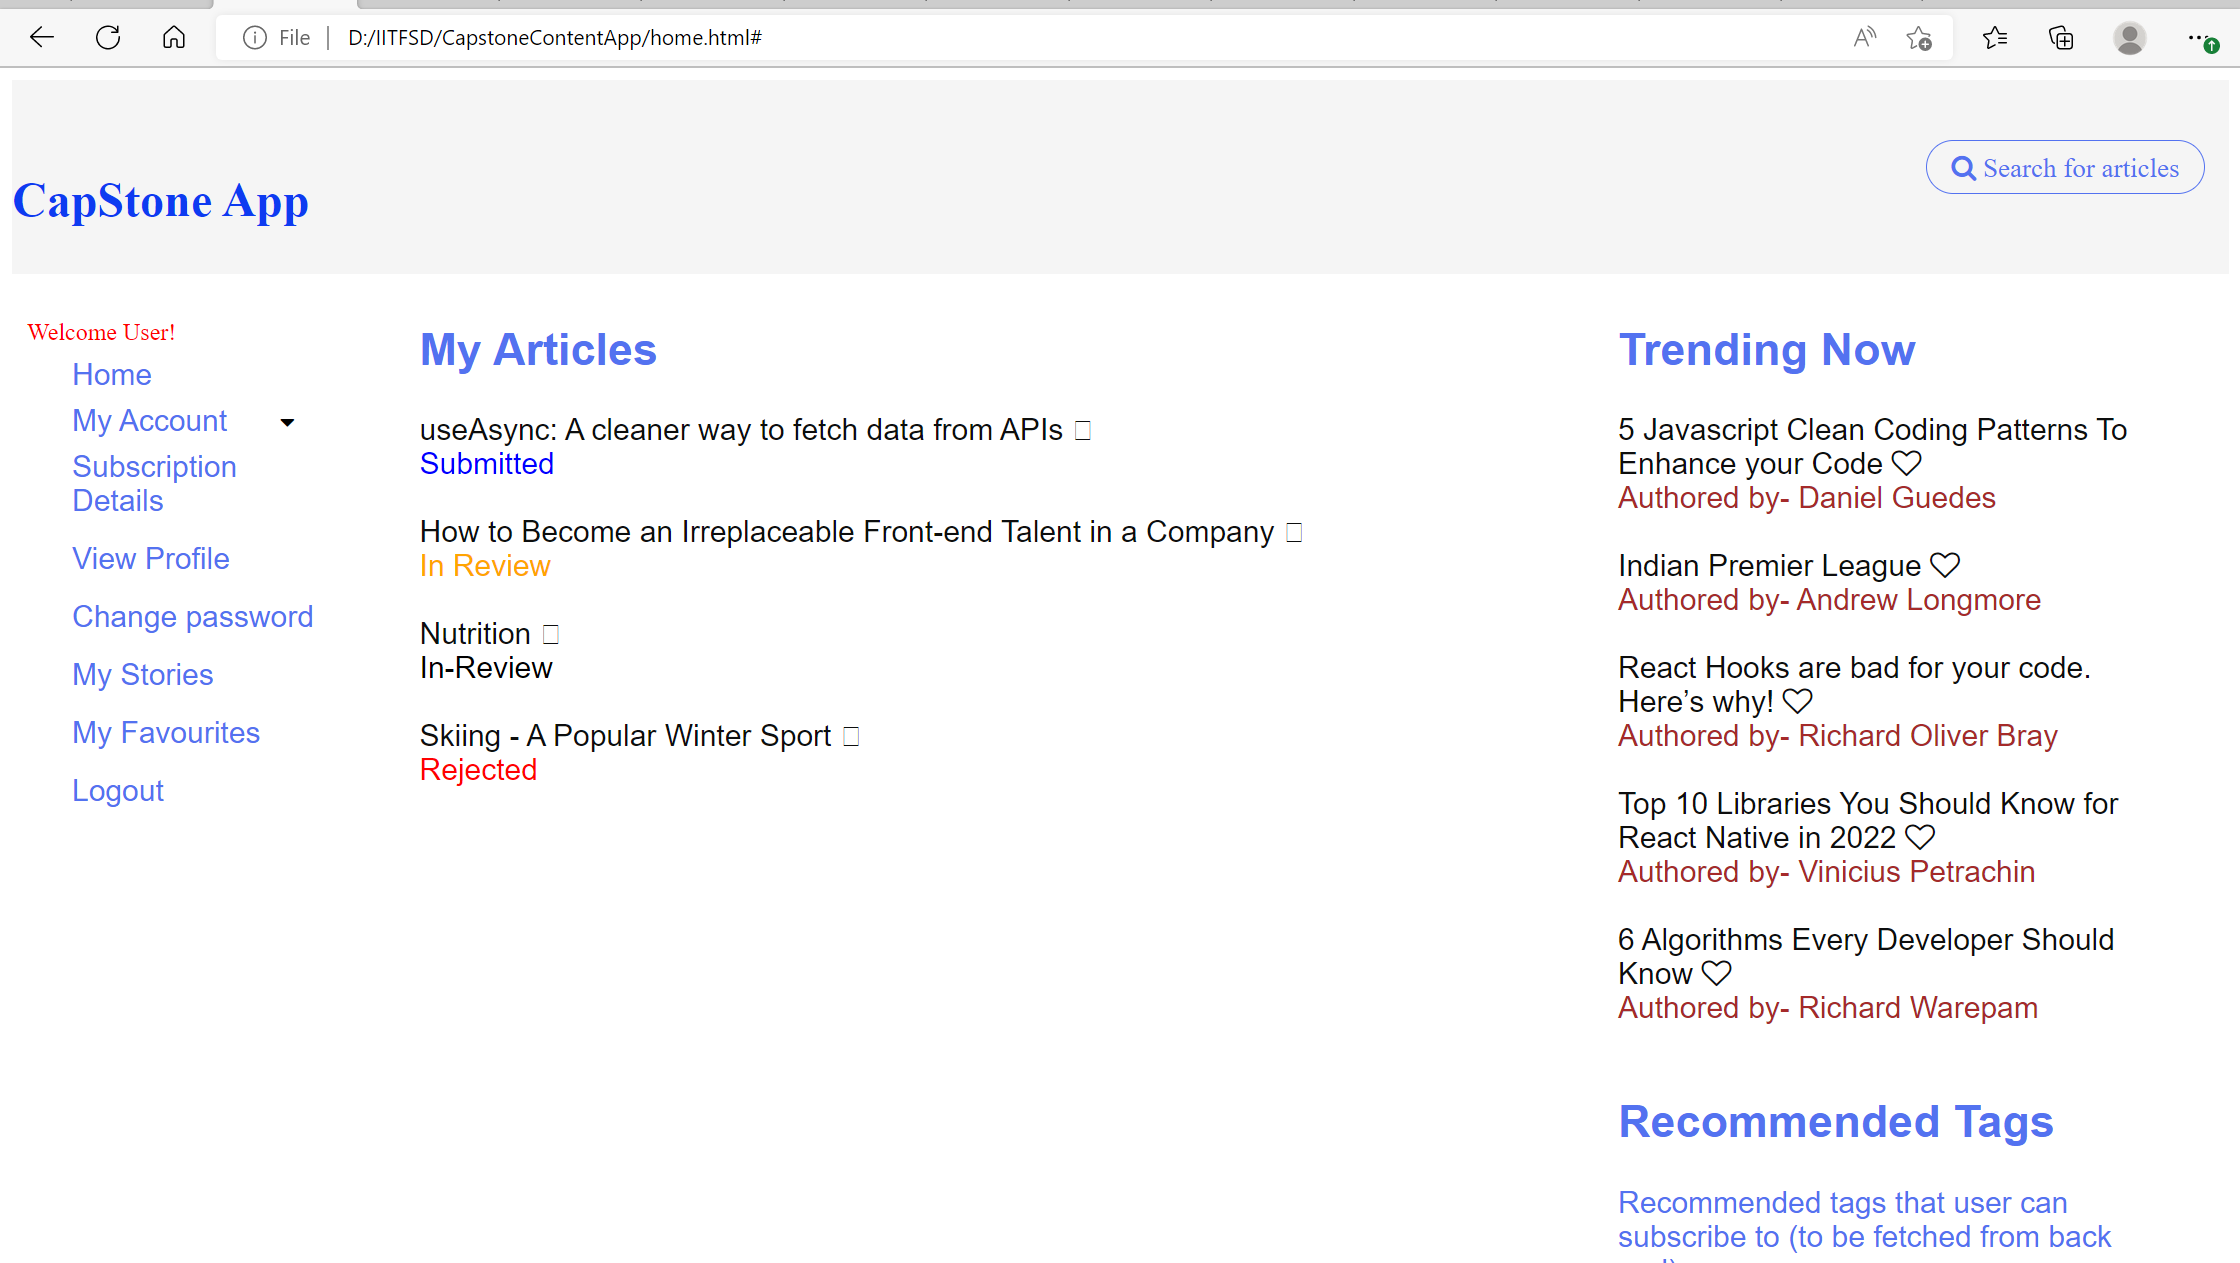 File
D:/IITFSD/CapstoneContentApp/home.html#
Search for articles
CapStone App
Welcome User!
Home
My Account
Subscription
Details
View Profile
Change password
My Stories
My Favourites
Logout
My Articles
useAsync: A cleaner way to fetch data from APIs
Submitted
How to Become an Irreplaceable Front-end Talent in a Company
In Review
Nutrition
In-Review
Skiing - A Popular Winter Sport
Rejected
Trending Now
5 Javascript Clean Coding Patterns To
Enhance your Code
Authored by- Daniel Guedes
Indian Premier League
Authored by- Andrew Longmore
React Hooks are bad for your code.
Here’s why!
Authored by- Richard Oliver Bray
Top 10 Libraries You Should Know for
React Native in 2022
Authored by- Vinicius Petrachin
6 Algorithms Every Developer Should
Know
Authored by- Richard Warepam
Recommended Tags
Recommended tags that user can
subscribe to (to be fetched from back